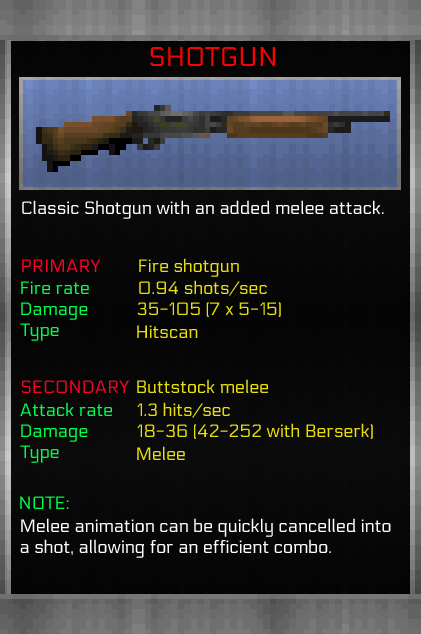 SHOTGUN
Classic Shotgun with an added melee attack.
PRIMARY Fire shotgun
Fire rate 0.94 shots/sec
Damage 35-105 (7 x 5-15)
Type Hitscan
SECONDARY Buttstock melee
Attack rate 1.3 hits/sec
Damage 18-36 (42-252 with Berserk)
Type Melee
NOTE:
Melee animation can be quickly cancelled into
a shot, allowing for an efficient combo.